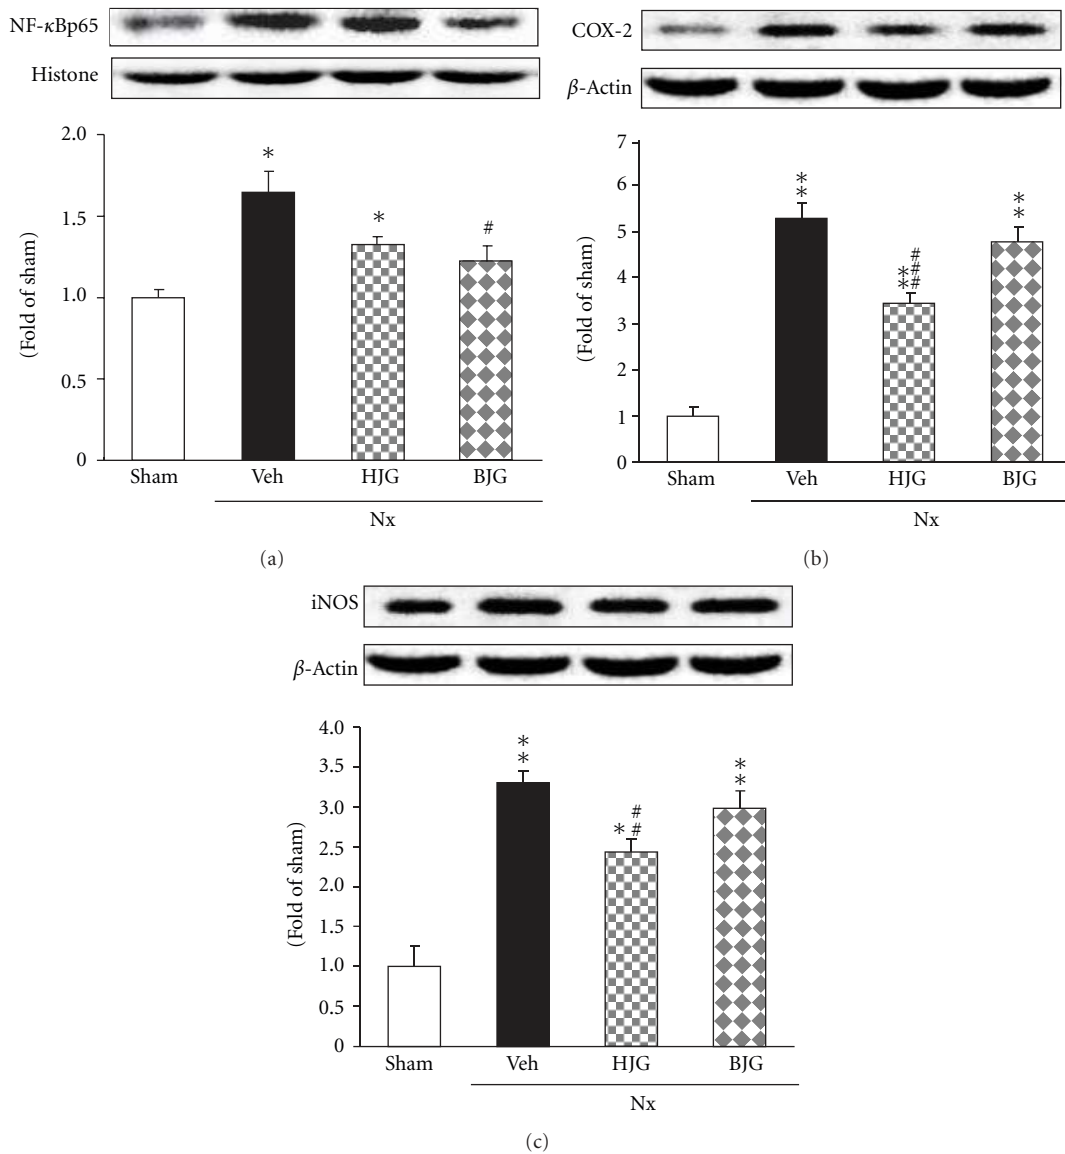 NF-κBp65
Histone
2.0
1.5
1.0
0.5
0
(Fold of sham)
*
*
#
Sham Veh HJG BJG
Nx
(a)
COX-2
β-Actin
7
6
5
4
3
2
1
0
(Fold of sham)
**
**
###
**
Sham Veh HJG BJG
Nx
(b)
iNOS
β-Actin
4.0
3.5
3.0
2.5
2.0
1.5
1.0
0.5
0
(Fold of sham)
**
*
##
**
Sham Veh HJG BJG
Nx
(c)